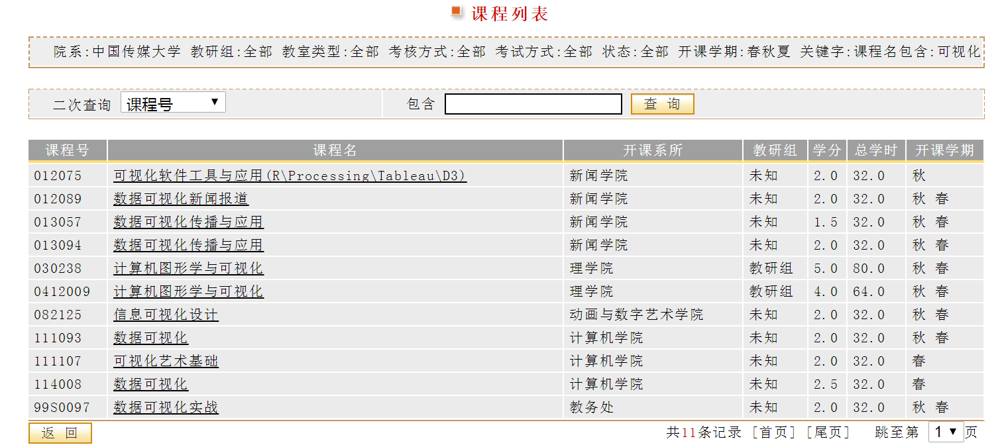 课程列表
院系:中国传媒大学 教研组:全部 教室类型:全部 考核方式:全部 考试方式:全部 状态:全部 开课学期:春秋夏 关键字:课程名包含:可视化
二次查询 课程号 包含 查 询
课程号 课程名 开课系所 教研组 学分 总学时 开课学期
012075 可视化软件工具与应用(R\Processing\Tableau\D3) 新闻学院 未知 2.0 32.0 秋
012089 数据可视化新闻报道 新闻学院 未知 2.0 32.0 秋 春
013057 数据可视化传播与应用 新闻学院 未知 1.5 32.0 秋 春
013094 数据可视化传播与应用 新闻学院 未知 2.0 32.0 秋 春
030238 计算机图形学与可视化 理学院 教研组 5.0 80.0 秋 春
0412009 计算机图形学与可视化 理学院 教研组 4.0 64.0 秋 春
082125 信息可视化设计 动画与数字艺术学院 未知 2.0 32.0 秋 春
111093 数据可视化 计算机学院 未知 2.0 32.0 秋 春
111107 可视化艺术基础 计算机学院 未知 2.0 32.0 春
114008 数据可视化 计算机学院 未知 2.5 32.0 春
99S0097 数据可视化实战 教务处 未知 2.0 32.0 秋 春
返 回 共11条记录 [首页] [尾页] 跳至第 1 页